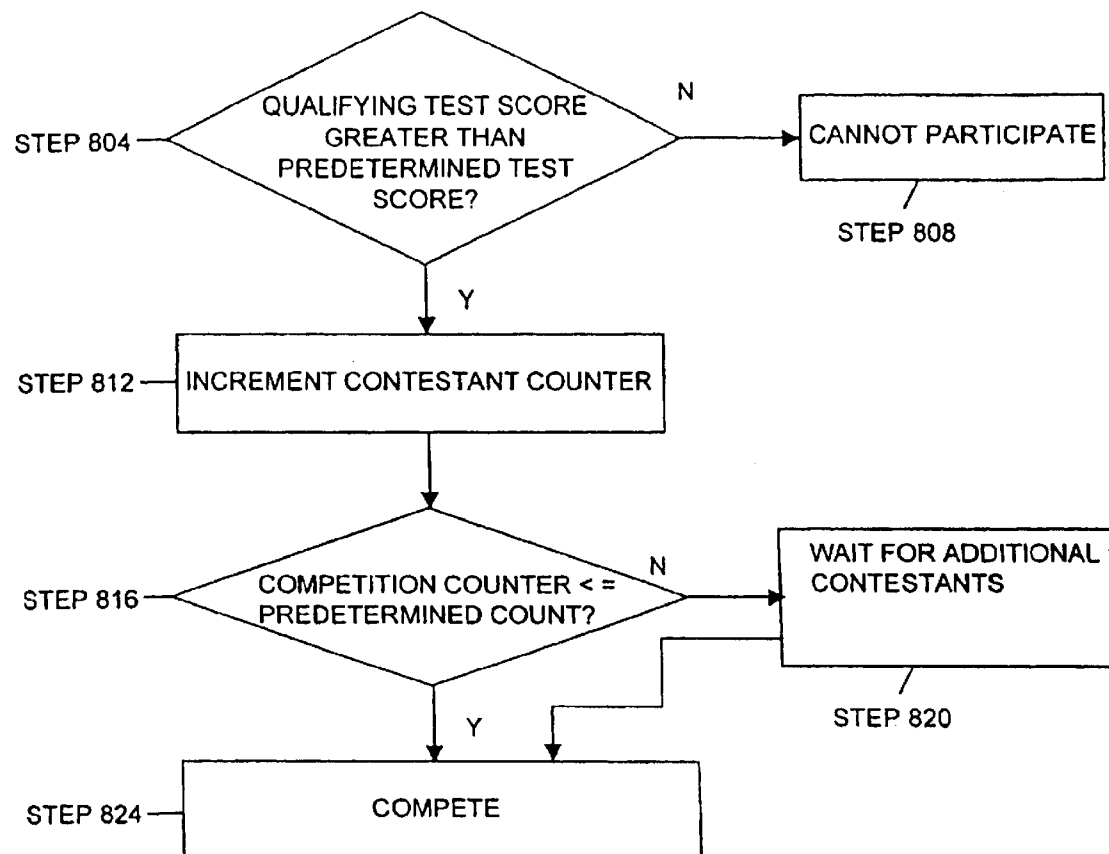 QUALIFYING TEST SCORE
GREATER THAN
PREDETERMINED TEST
SCORE?
STEP 804
N
CANNOT PARTICIPATE
STEP 808
Y
STEP 812
INCREMENT CONTESTANT COUNTER
STEP 816
COMPETITION COUNTER < =
PREDETERMINED COUNT?
N
WAIT FOR ADDITIONAL
CONTESTANTS
STEP 820
Y
STEP 824
COMPETE